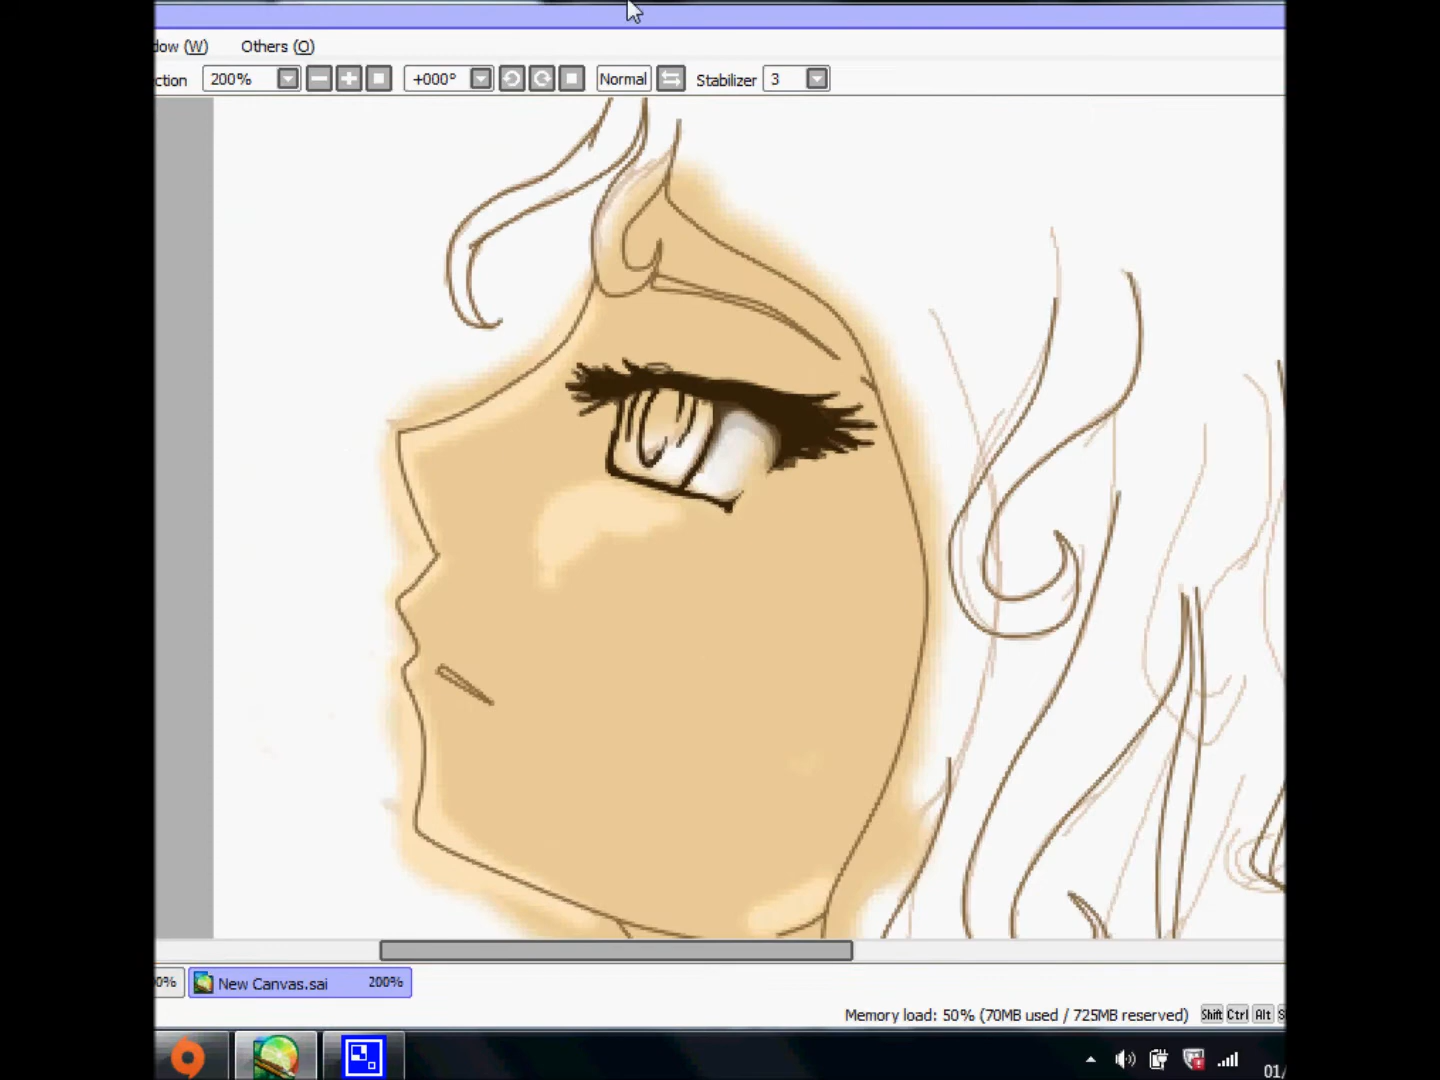 dow (W) Others (O)
ction 200% +000° Normal Stabilizer 3
0% New Canvas.sai 200%
Memory load: 50% (70MB used / 725MB reserved) Shift Ctrl Alt S
01/